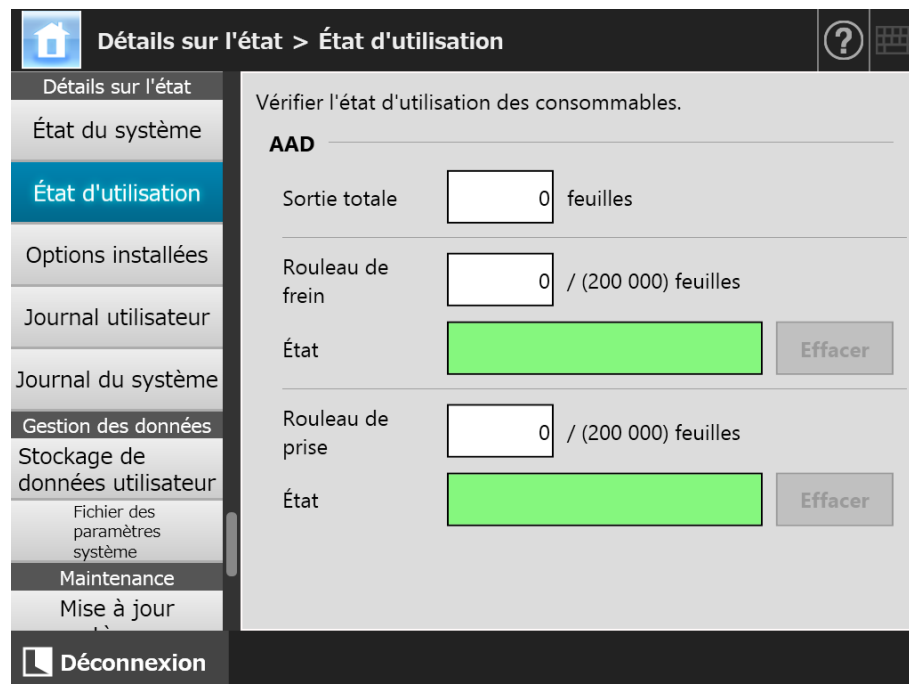 Détails sur l'état > État d'utilisation
?
Détails sur l'état
État du système
État d'utilisation
Options installées
Journal utilisateur
Journal du système
Gestion des données
Stockage de
données utilisateur
Fichier des
paramètres
système
Maintenance
Mise à jour
Déconnexion
Vérifier l'état d'utilisation des consommables.
AAD
Sortie totale 0 feuilles
Rouleau de
frein
0 / (200 000) feuilles
État Effacer
Rouleau de
prise
0 / (200 000) feuilles
État Effacer